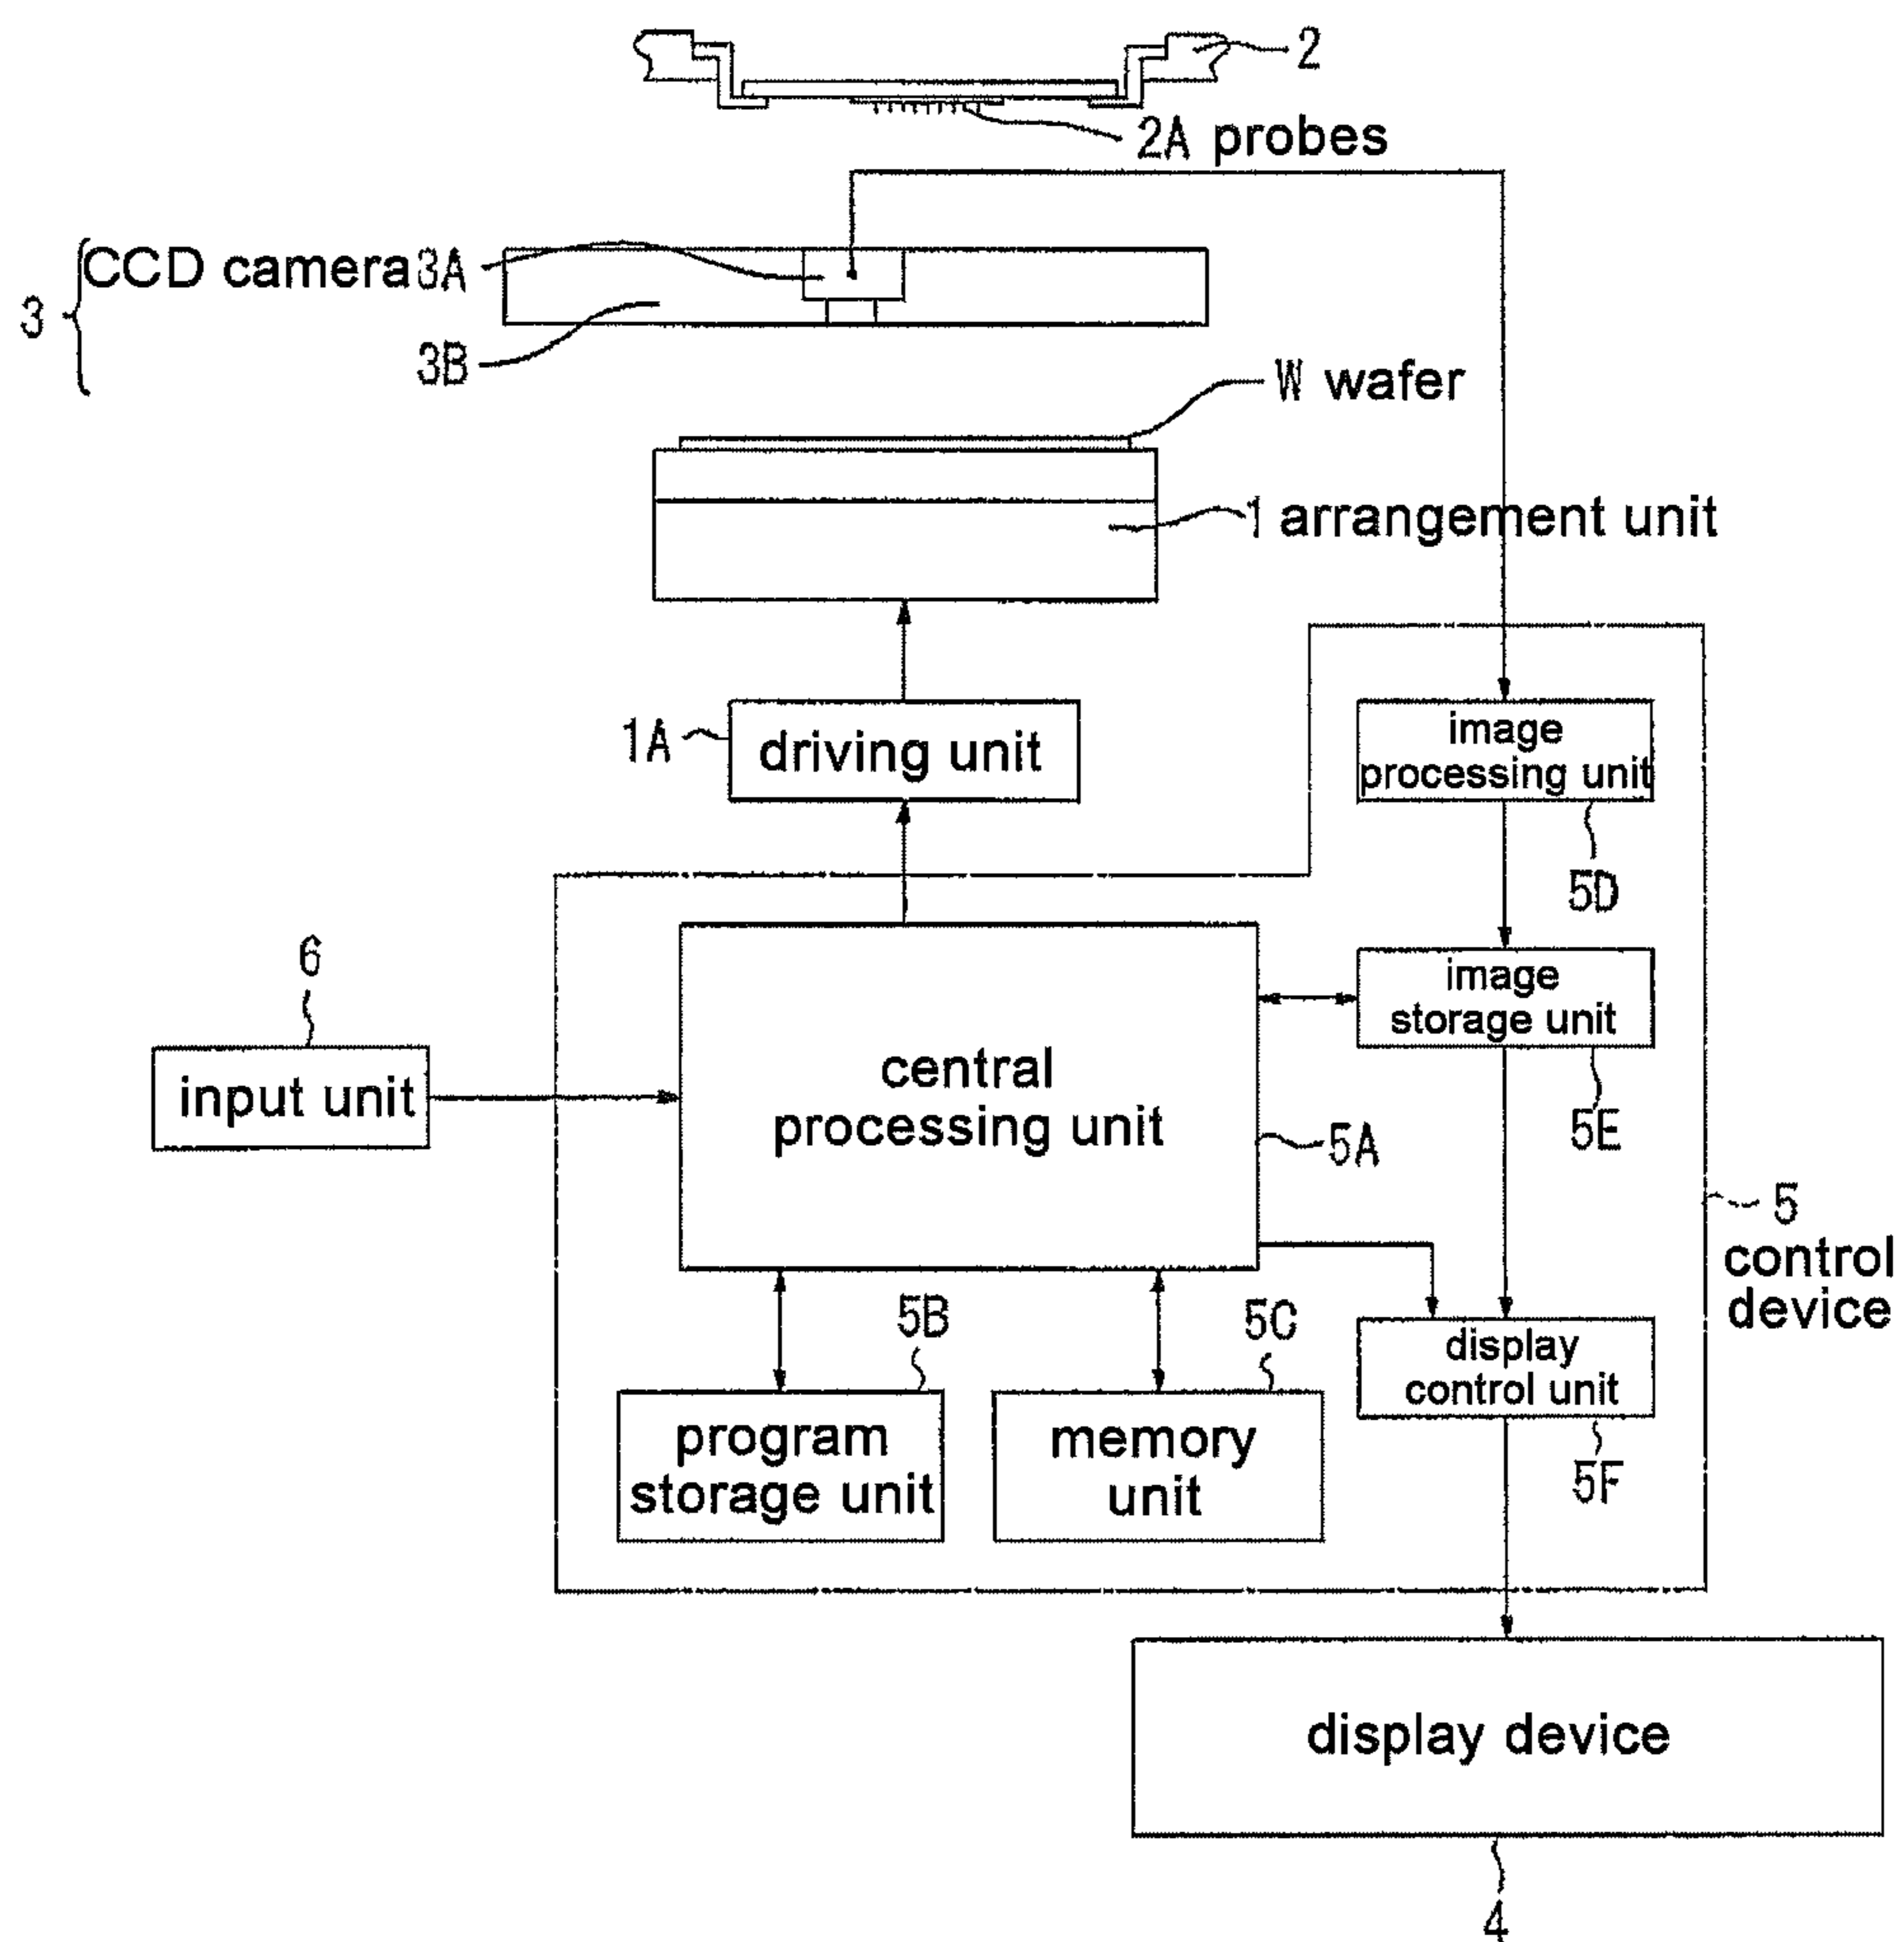 2
2A probes
CCD camera 3A
3
3B
W wafer
1 arrangement unit
1A
driving unit
image
processing unit
5D
6
image
storage unit
input unit
central
processing unit
5A
5E
5
control
device
5B
5C
display
control unit
program
storage unit
memory
unit
5F
display device
4